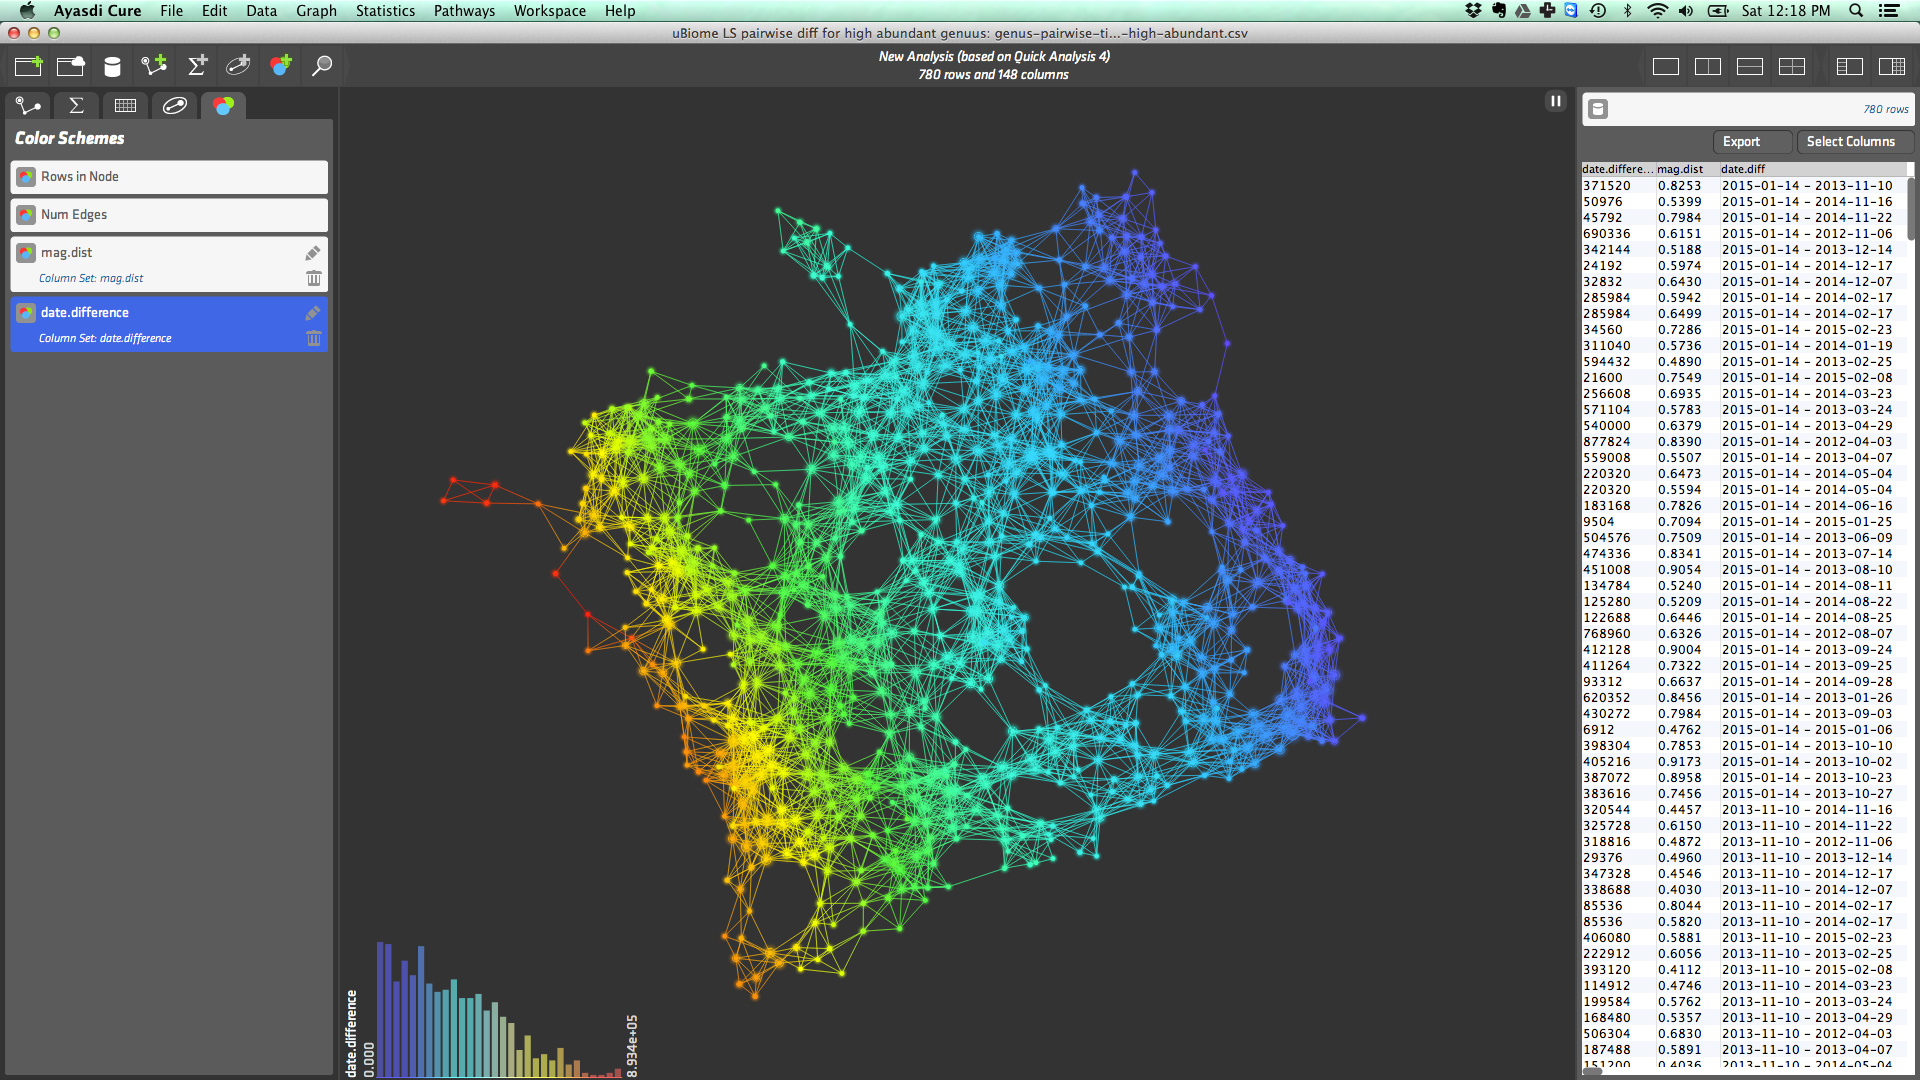 Ayasdi Cure File Edit Data Graph Statistics Pathways Workspace Help Sat 12:18 PM
uBiome LS pairwise diff for high abundant genuus: genus-pairwise-ti...-high-abundant.csv
New Analysis (based on Quick Analysis 4)
780 rows and 148 columns
Color Schemes
Rows in Node
Num Edges
mag.dist
Column Set: mag.dist
date.difference
Column Set: date.difference
date.difference
0.000
8.934e+05
780 rows
Export Select Columns
date.differe... mag.dist date.diff
371520 0.8253 2015-01-14 - 2013-11-10
50976 0.5399 2015-01-14 - 2014-11-16
45792 0.7984 2015-01-14 - 2014-11-22
690336 0.6151 2015-01-14 - 2012-11-06
342144 0.5188 2015-01-14 - 2013-12-14
24192 0.5974 2015-01-14 - 2014-12-17
32832 0.6430 2015-01-14 - 2014-12-07
285984 0.5942 2015-01-14 - 2014-02-17
285984 0.6499 2015-01-14 - 2014-02-17
34560 0.7286 2015-01-14 - 2015-02-23
311040 0.5736 2015-01-14 - 2014-01-19
594432 0.4890 2015-01-14 - 2013-02-25
21600 0.7549 2015-01-14 - 2015-02-08
256608 0.6935 2015-01-14 - 2014-03-23
571104 0.5783 2015-01-14 - 2013-03-24
540000 0.6379 2015-01-14 - 2013-04-29
877824 0.8390 2015-01-14 - 2012-04-03
559008 0.5507 2015-01-14 - 2013-04-07
220320 0.6473 2015-01-14 - 2014-05-04
220320 0.5594 2015-01-14 - 2014-05-04
183168 0.7826 2015-01-14 - 2014-06-16
9504 0.7094 2015-01-14 - 2015-01-25
504576 0.7509 2015-01-14 - 2013-06-09
474336 0.8341 2015-01-14 - 2013-07-14
451008 0.9054 2015-01-14 - 2013-08-10
134784 0.5240 2015-01-14 - 2014-08-11
125280 0.5209 2015-01-14 - 2014-08-22
122688 0.6446 2015-01-14 - 2014-08-25
768960 0.6326 2015-01-14 - 2012-08-07
412128 0.9004 2015-01-14 - 2013-09-24
411264 0.7322 2015-01-14 - 2013-09-25
93312 0.6637 2015-01-14 - 2014-09-28
620352 0.8456 2015-01-14 - 2013-01-26
430272 0.7984 2015-01-14 - 2013-09-03
6912 0.4762 2015-01-14 - 2015-01-06
398304 0.7853 2015-01-14 - 2013-10-10
405216 0.9173 2015-01-14 - 2013-10-02
387072 0.8958 2015-01-14 - 2013-10-23
383616 0.7456 2015-01-14 - 2013-10-27
320544 0.4457 2013-11-10 - 2014-11-16
325728 0.6150 2013-11-10 - 2014-11-22
318816 0.4872 2013-11-10 - 2012-11-06
29376 0.4960 2013-11-10 - 2013-12-14
347328 0.4546 2013-11-10 - 2014-12-17
338688 0.4030 2013-11-10 - 2014-12-07
85536 0.8044 2013-11-10 - 2014-02-17
85536 0.5820 2013-11-10 - 2014-02-17
406080 0.5881 2013-11-10 - 2015-02-23
222912 0.6056 2013-11-10 - 2013-02-25
393120 0.4112 2013-11-10 - 2015-02-08
114912 0.4746 2013-11-10 - 2014-03-23
199584 0.5762 2013-11-10 - 2013-03-24
168480 0.5357 2013-11-10 - 2013-04-29
506304 0.6830 2013-11-10 - 2012-04-03
187488 0.5891 2013-11-10 - 2013-04-07
151200 0.4036 2013-11-10 - 2014-05-04